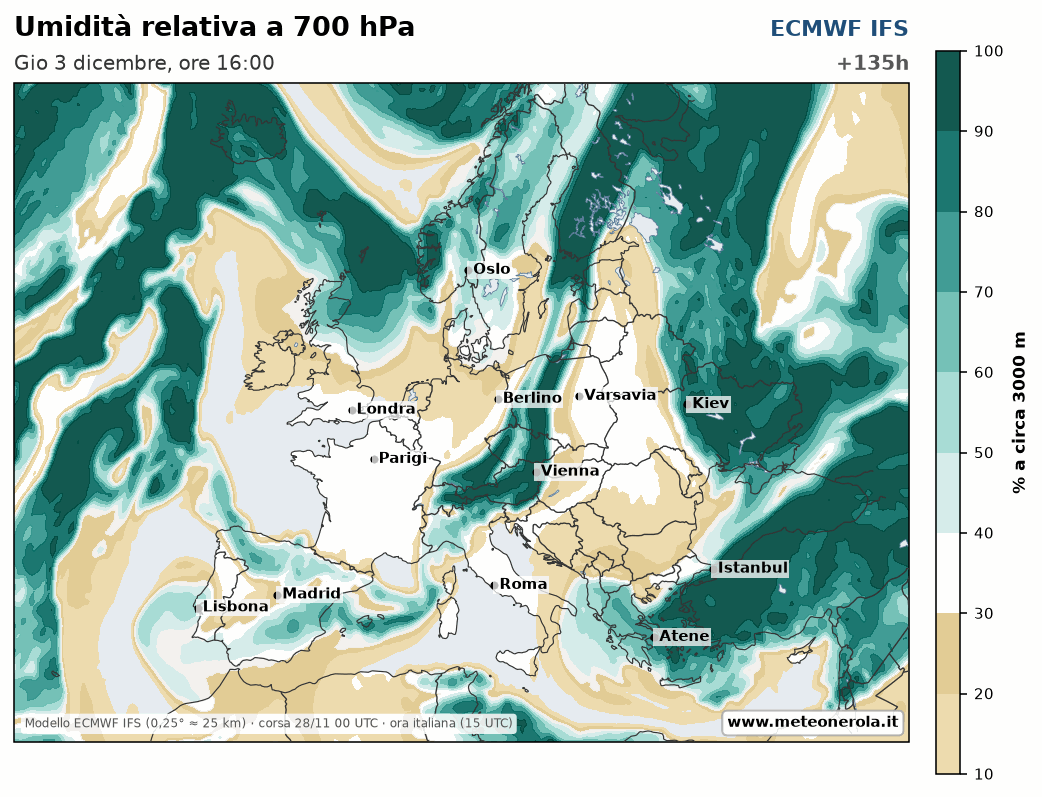 Umidità relativa a 700 hPa
ECMWF IFS
Gio 3 dicembre, ore 16:00
+135h
100
90
80
70
60
50
40
30
20
10
% a circa 3000 m
Oslo
Londra
Berlino
Varsavia
Kiev
Parigi
Vienna
Istanbul
Roma
Madrid
Lisbona
Atene
Modello ECMWF IFS (0,25° ≈ 25 km) · corsa 28/11 00 UTC · ora italiana (15 UTC)
www.meteonerola.it